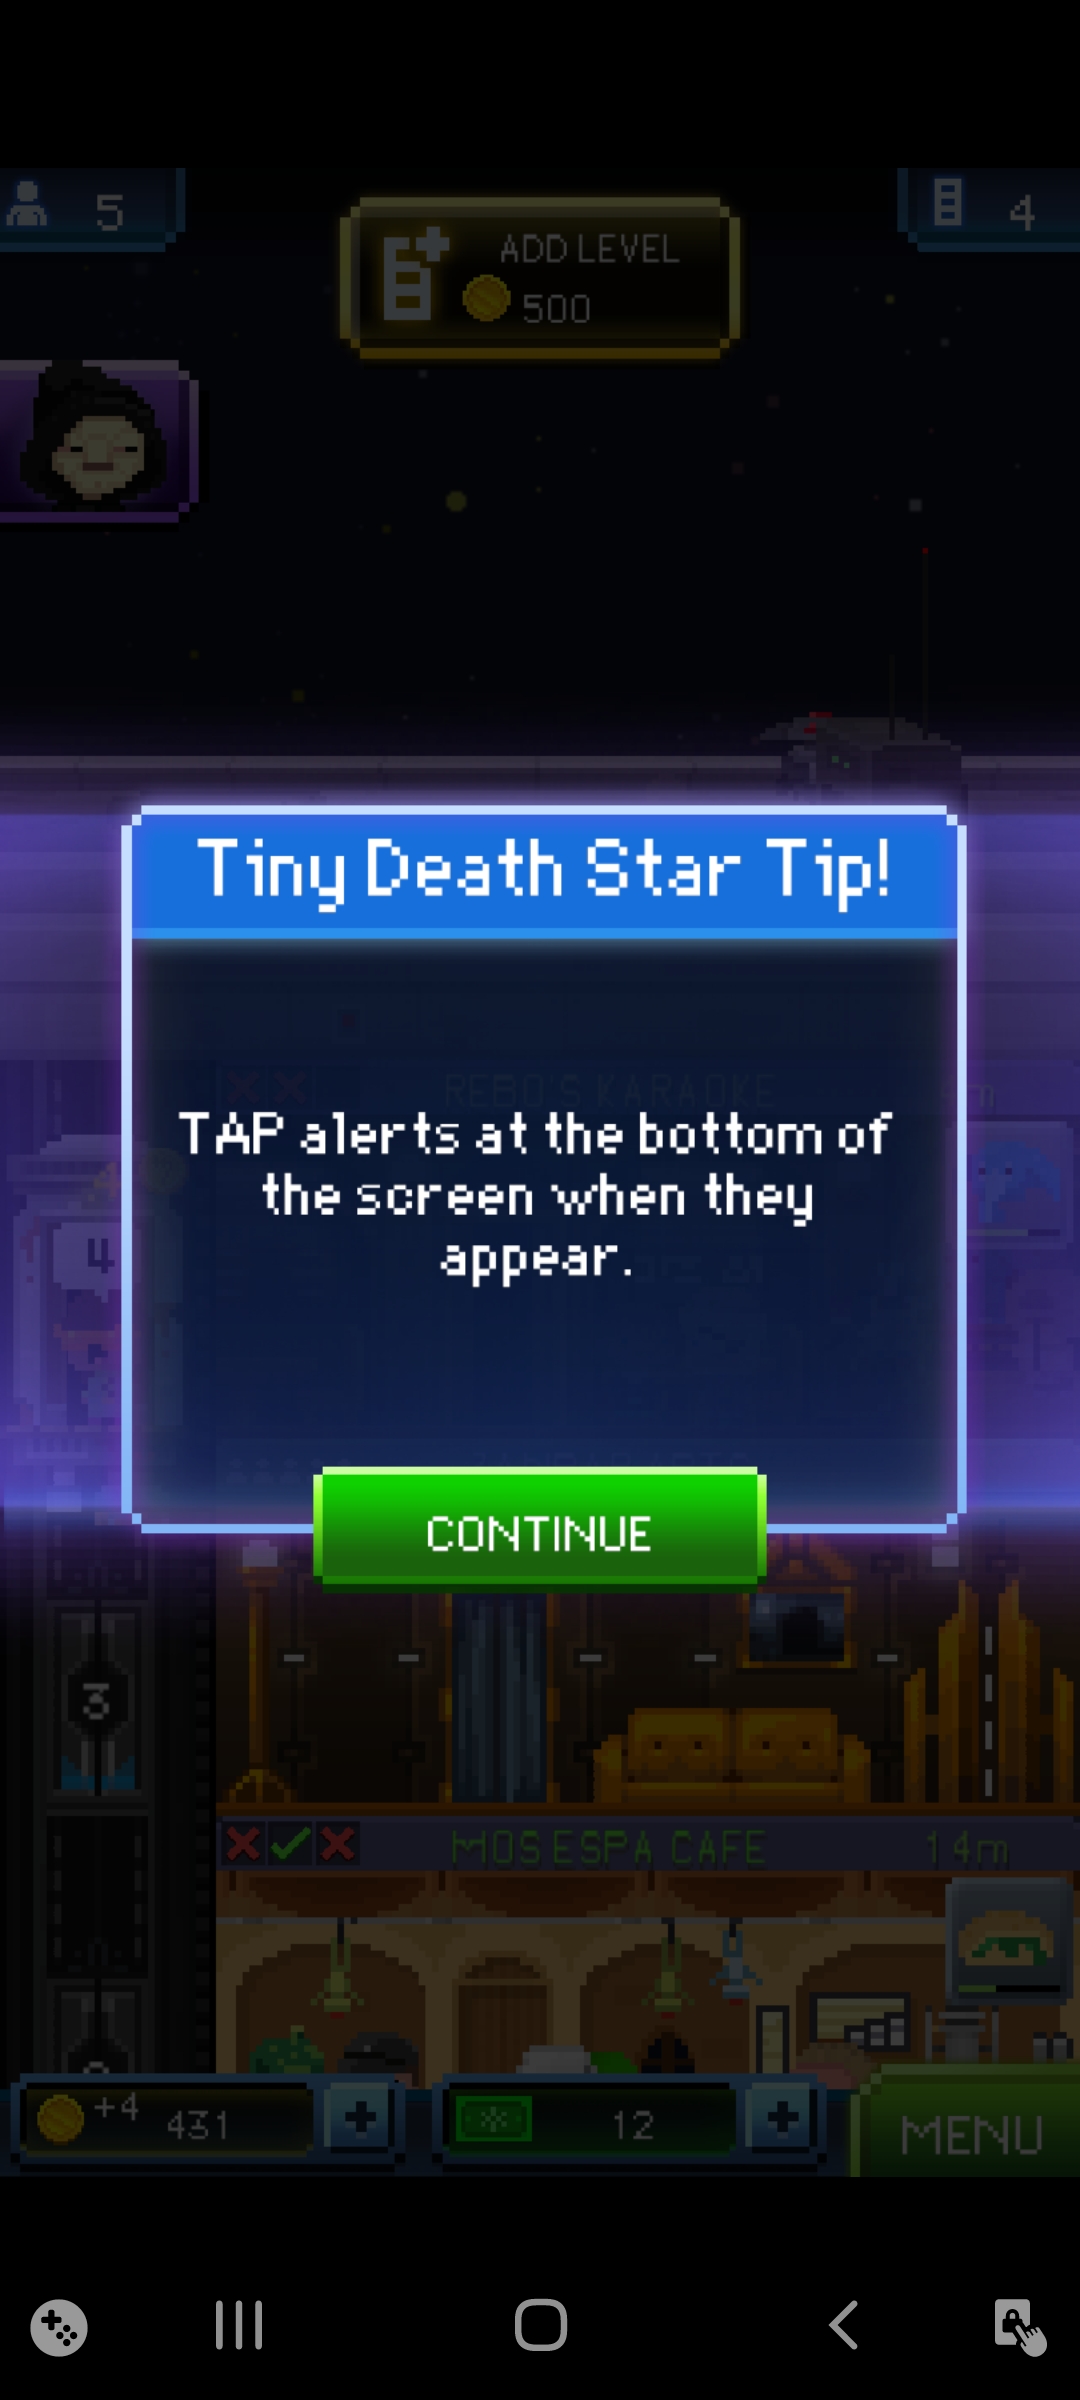 5
4
ADD LEVEL
500
Tiny Death Star Tip!
REBO'S KARAOKE
TAP alerts at the bottom of
the screen when they
appear.
4
CONTINUE
3
MOS ESPA CAFE 14m
+4 431
12
MENU